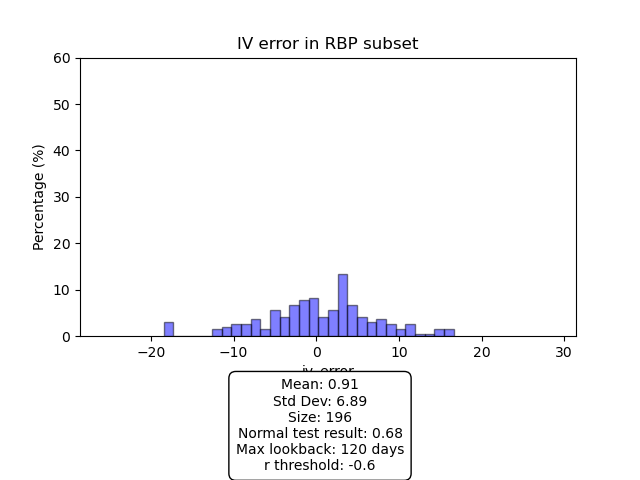 IV error in RBP subset
60
50
40
30
20
10
0
Percentage (%)
−20 −10 0 10 20 30
iv_error
Mean: 0.91
Std Dev: 6.89
Size: 196
Normal test result: 0.68
Max lookback: 120 days
r threshold: -0.6